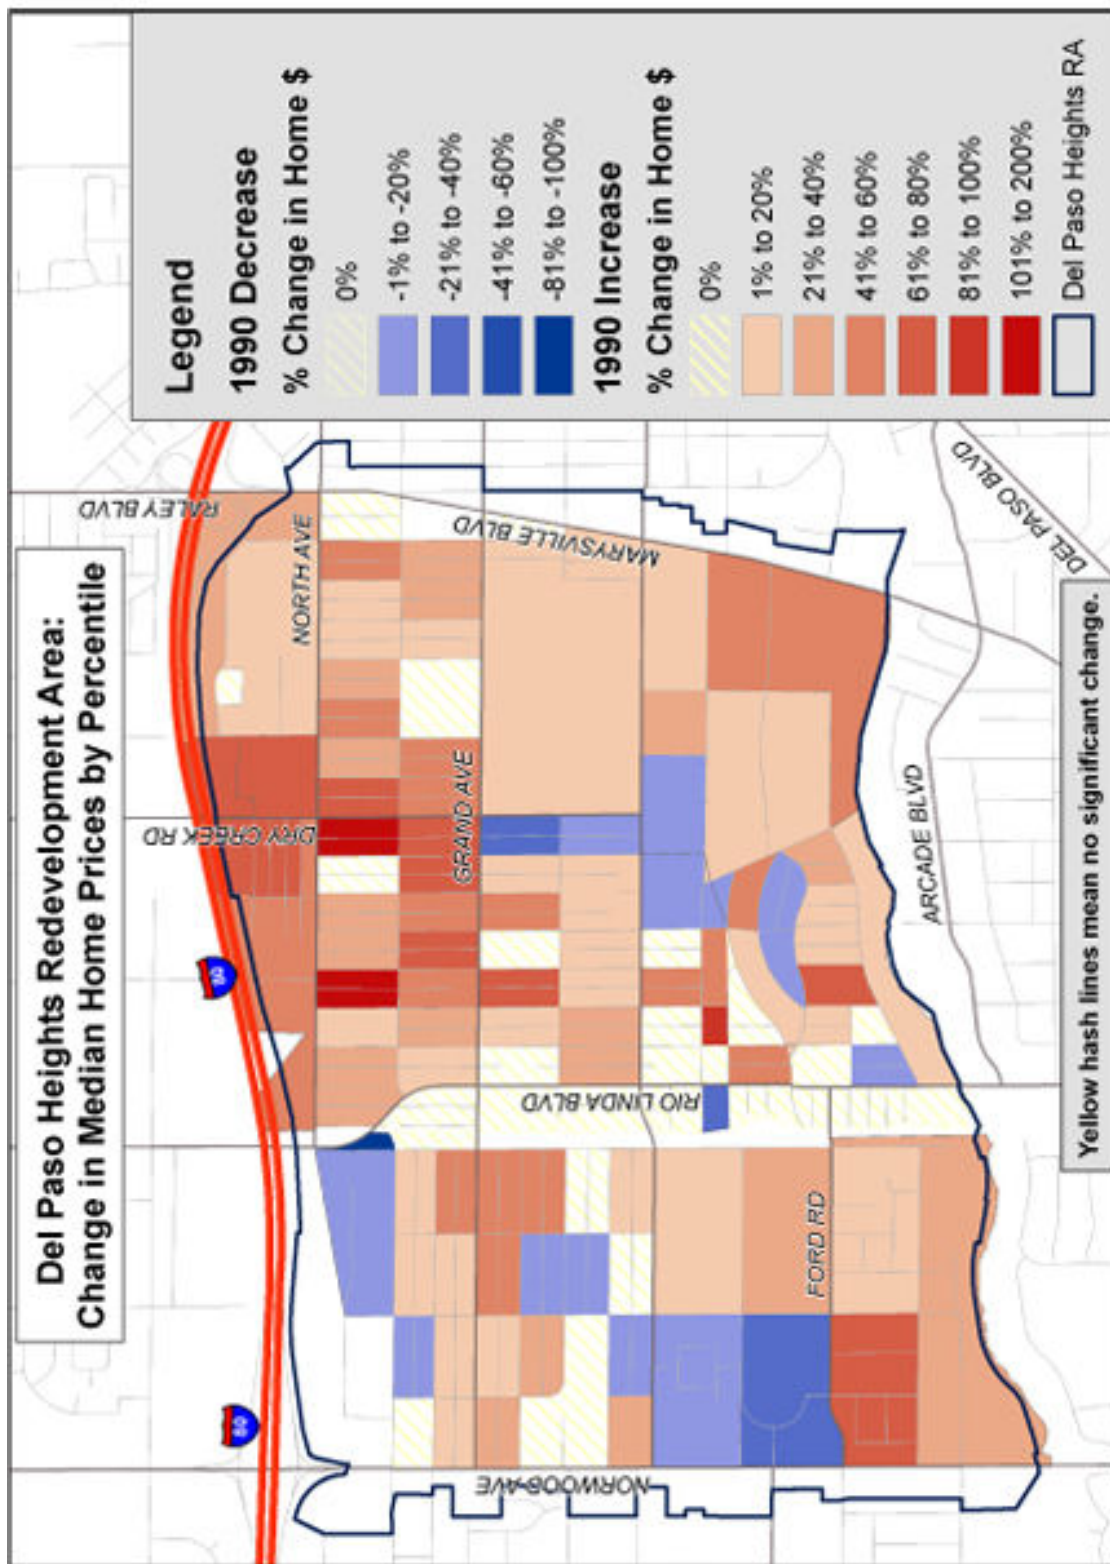 Del Paso Heights Redevelopment Area:
Change in Median Home Prices by Percentile
Legend
1990 Decrease
% Change in Home $
0%
-1% to -20%
-21% to -40%
-41% to -60%
-81% to -100%
1990 Increase
% Change in Home $
0%
1% to 20%
21% to 40%
41% to 60%
61% to 80%
81% to 100%
101% to 200%
Del Paso Heights RA
80
80
RALEY BLVD
NORTH AVE
MARYSVILLE BLVD
DRY CREEK RD
GRAND AVE
DEL PASO BLVD
ARCADE BLVD
RIO LINDA BLVD
FORD RD
NORWOOD AVE
Yellow hash lines mean no significant change.